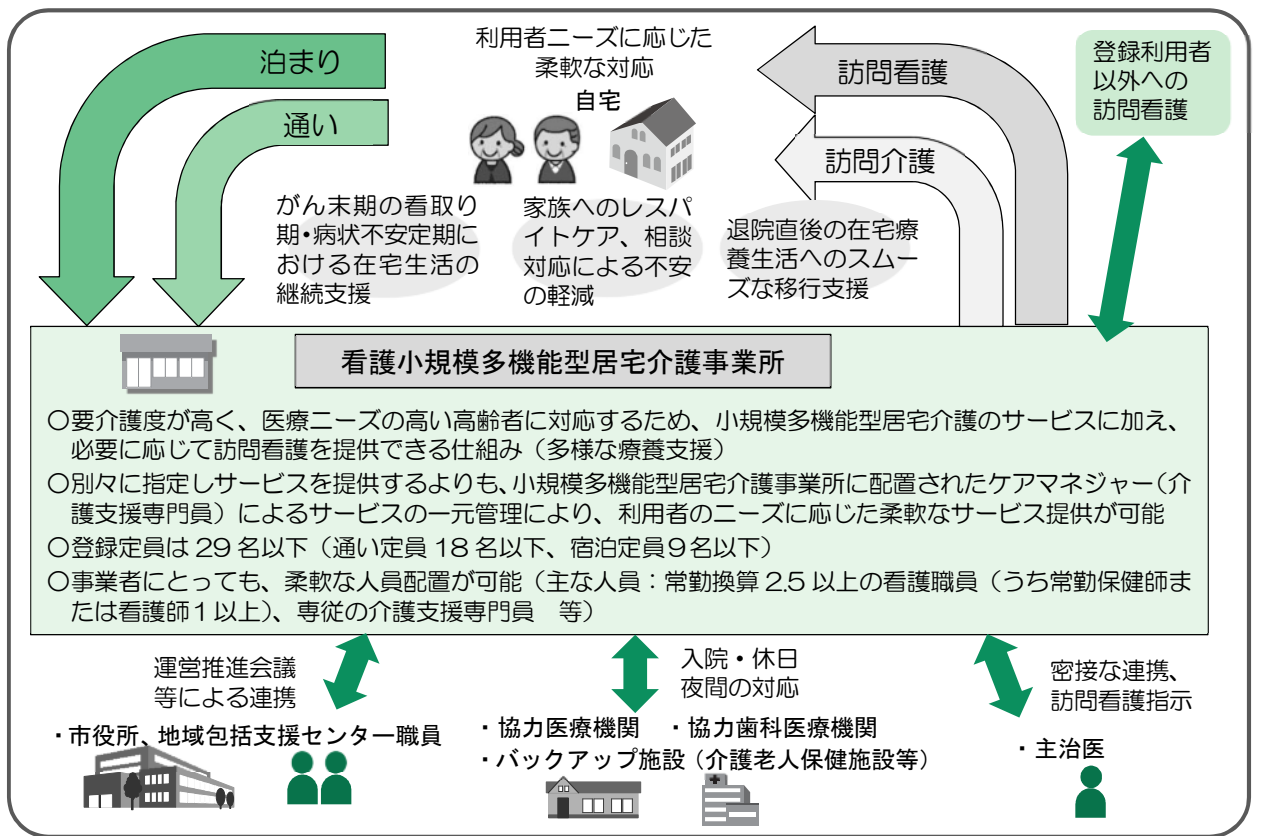 泊まり
通い
利用者ニーズに応じた
柔軟な対応
自宅
訪問看護
訪問介護
登録利用者
以外への
訪問看護
がん末期の看取り
期・病状不安定期に
おける在宅生活の
継続支援
家族へのレスパ
イトケア、相談
対応による不安
の軽減
退院直後の在宅療
養生活へのスムー
ズな移行支援
看護小規模多機能型居宅介護事業所
○要介護度が高く、医療ニーズの高い高齢者に対応するため、小規模多機能型居宅介護のサービスに加え、
必要に応じて訪問看護を提供できる仕組み（多様な療養支援）
○別々に指定しサービスを提供するよりも、小規模多機能型居宅介護事業所に配置されたケアマネジャー（介
護支援専門員）によるサービスの一元管理により、利用者のニーズに応じた柔軟なサービス提供が可能
○登録定員は 29 名以下（通い定員 18 名以下、宿泊定員９名以下）
○事業者にとっても、柔軟な人員配置が可能（主な人員：常勤換算 2.5 以上の看護職員（うち常勤保健師ま
たは看護師１以上）、専従の介護支援専門員　等）
運営推進会議
等による連携
・市役所、地域包括支援センター職員
入院・休日
夜間の対応
・協力医療機関　・協力歯科医療機関
・バックアップ施設（介護老人保健施設等）
密接な連携、
訪問看護指示
・主治医